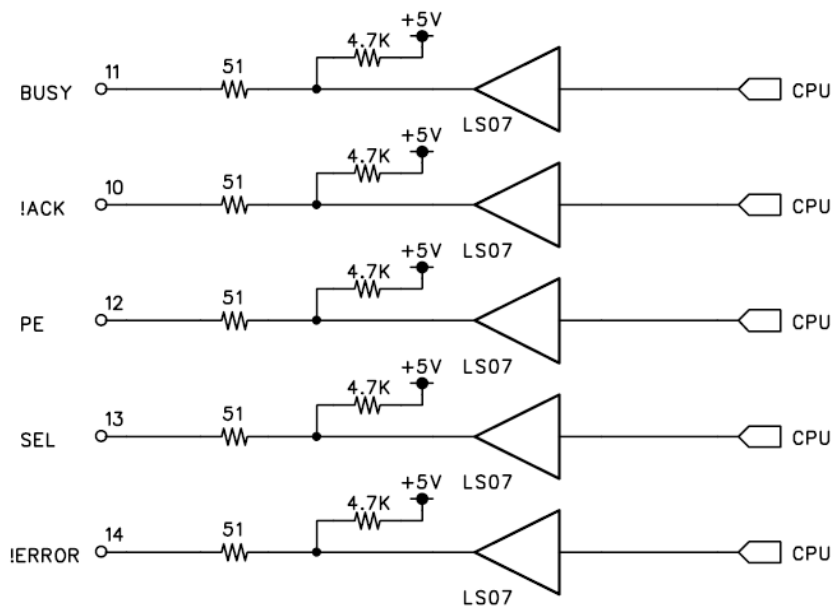 +5V
4.7K
51
11
BUSY
LS07
CPU
+5V
4.7K
51
10
!ACK
LS07
CPU
+5V
4.7K
51
12
PE
LS07
CPU
+5V
4.7K
51
13
SEL
LS07
CPU
+5V
4.7K
51
14
!ERROR
LS07
CPU